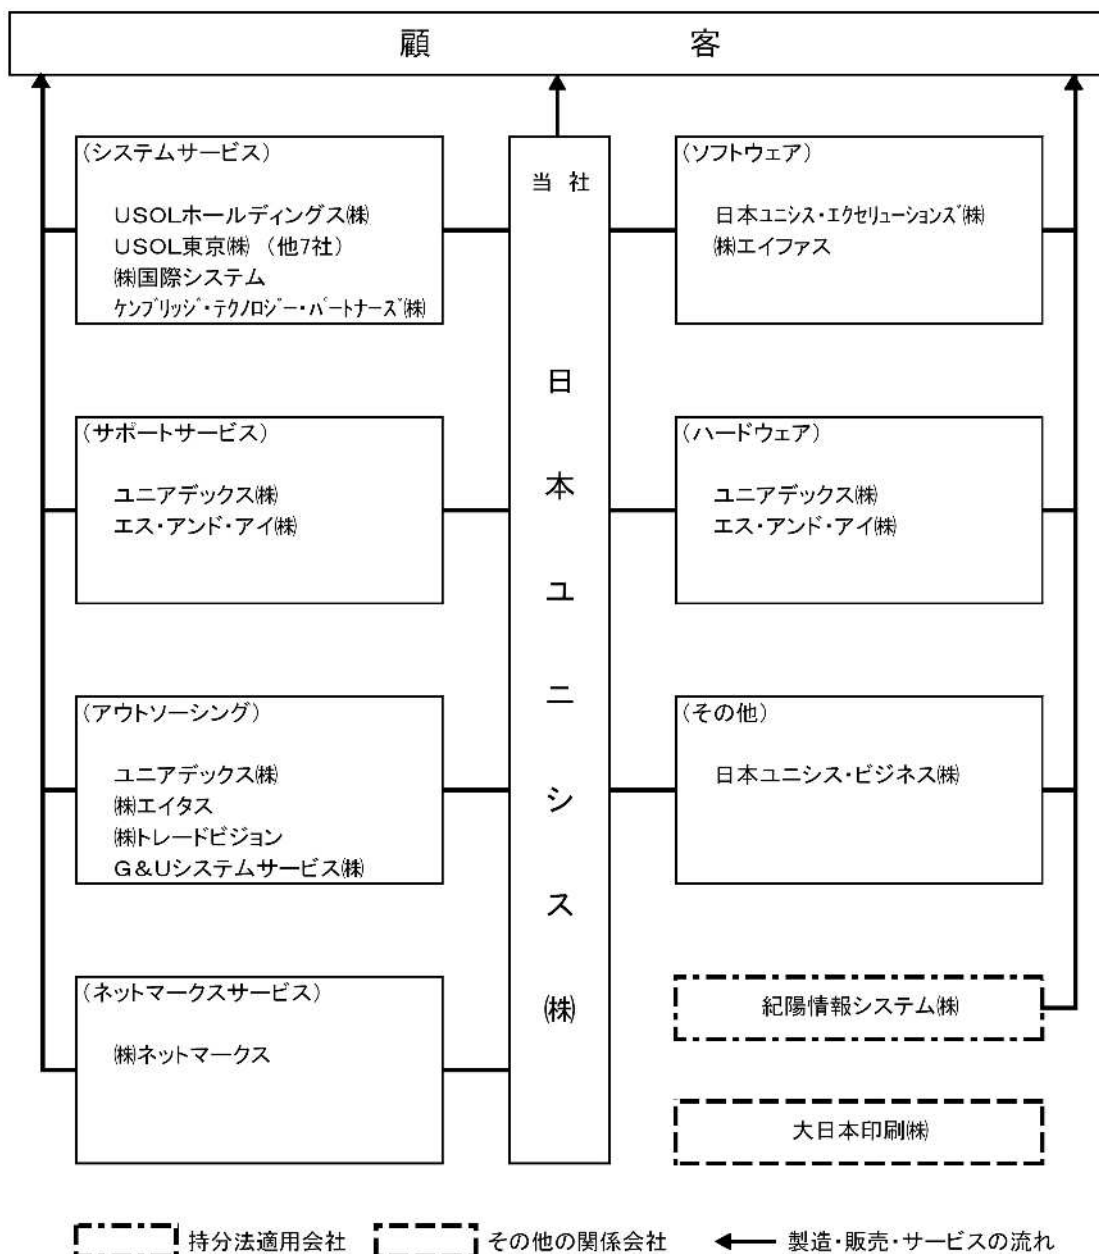 顧客
(システムサービス)
USOLホールディングス㈱
USOL東京㈱ (他7社)
㈱国際システム
ケンブリッジ・テクノロジー・パートナーズ㈱
(サポートサービス)
ユニアデックス㈱
エス・アンド・アイ㈱
(アウトソーシング)
ユニアデックス㈱
㈱エイタス
㈱トレードビジョン
G&Uシステムサービス㈱
(ネットマークスサービス)
㈱ネットマークス
当社
日本ユニシス㈱
(ソフトウェア)
日本ユニシス・エクセリューションズ㈱
㈱エイファス
(ハードウェア)
ユニアデックス㈱
エス・アンド・アイ㈱
(その他)
日本ユニシス・ビジネス㈱
紀陽情報システム㈱
大日本印刷㈱
持分法適用会社 その他の関係会社 製造・販売・サービスの流れ